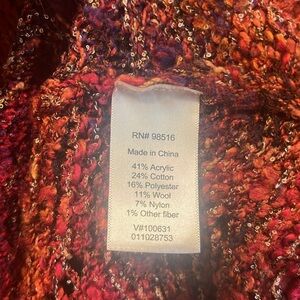 RN# 98516
Made in China
41% Acrylic
24% Cotton
16% Polyester
11% Wool
7% Nylon
1% Other fiber
V#100631
011028753